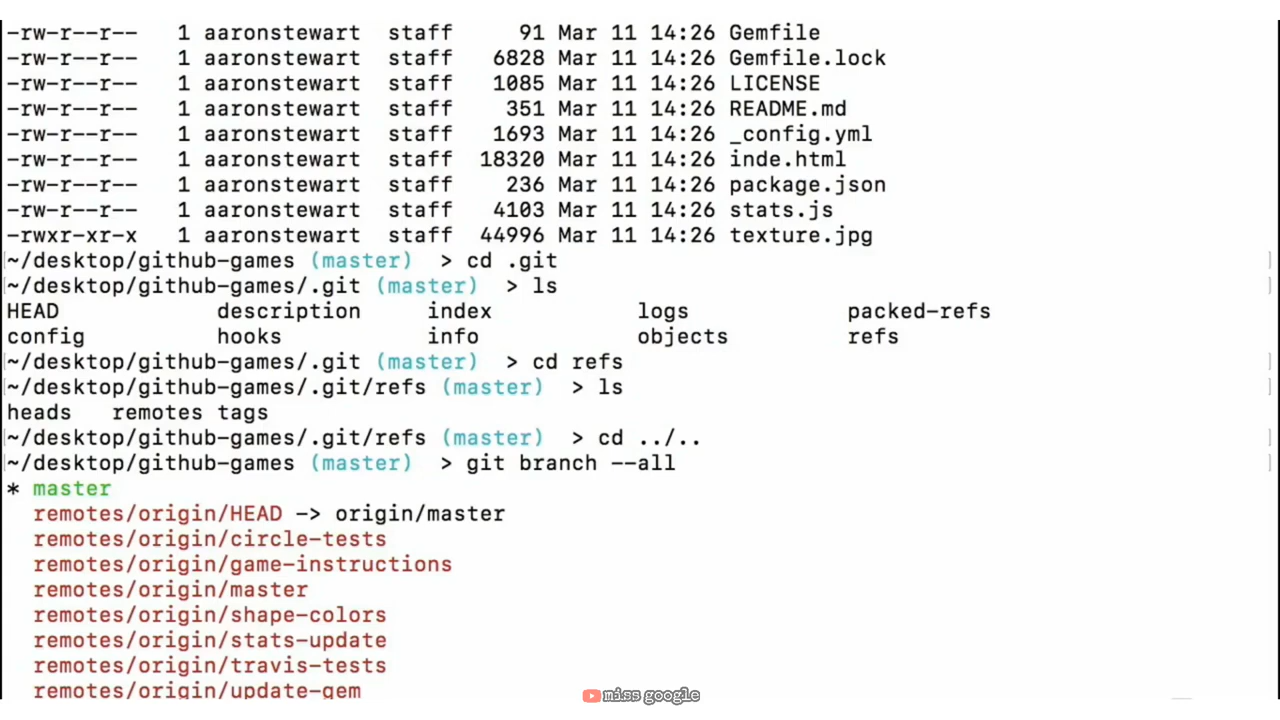 -rw-r--r-- 1 aaronstewart staff 91 Mar 11 14:26 Gemfile
-rw-r--r-- 1 aaronstewart staff 6828 Mar 11 14:26 Gemfile.lock
-rw-r--r-- 1 aaronstewart staff 1085 Mar 11 14:26 LICENSE
-rw-r--r-- 1 aaronstewart staff 351 Mar 11 14:26 README.md
-rw-r--r-- 1 aaronstewart staff 1693 Mar 11 14:26 _config.yml
-rw-r--r-- 1 aaronstewart staff 18320 Mar 11 14:26 inde.html
-rw-r--r-- 1 aaronstewart staff 236 Mar 11 14:26 package.json
-rw-r--r-- 1 aaronstewart staff 4103 Mar 11 14:26 stats.js
-rwxr-xr-x 1 aaronstewart staff 44996 Mar 11 14:26 texture.jpg
[~/desktop/github-games (master) > cd .git ]
[~/desktop/github-games/.git (master) > ls ]
HEAD description index logs packed-refs
config hooks info objects refs
[~/desktop/github-games/.git (master) > cd refs ]
[~/desktop/github-games/.git/refs (master) > ls ]
heads remotes tags
[~/desktop/github-games/.git/refs (master) > cd ../.. ]
[~/desktop/github-games (master) > git branch --all ]
* master
remotes/origin/HEAD -> origin/master
remotes/origin/circle-tests
remotes/origin/game-instructions
remotes/origin/master
remotes/origin/shape-colors
remotes/origin/stats-update
remotes/origin/travis-tests
remotes/origin/update-gem
miss google